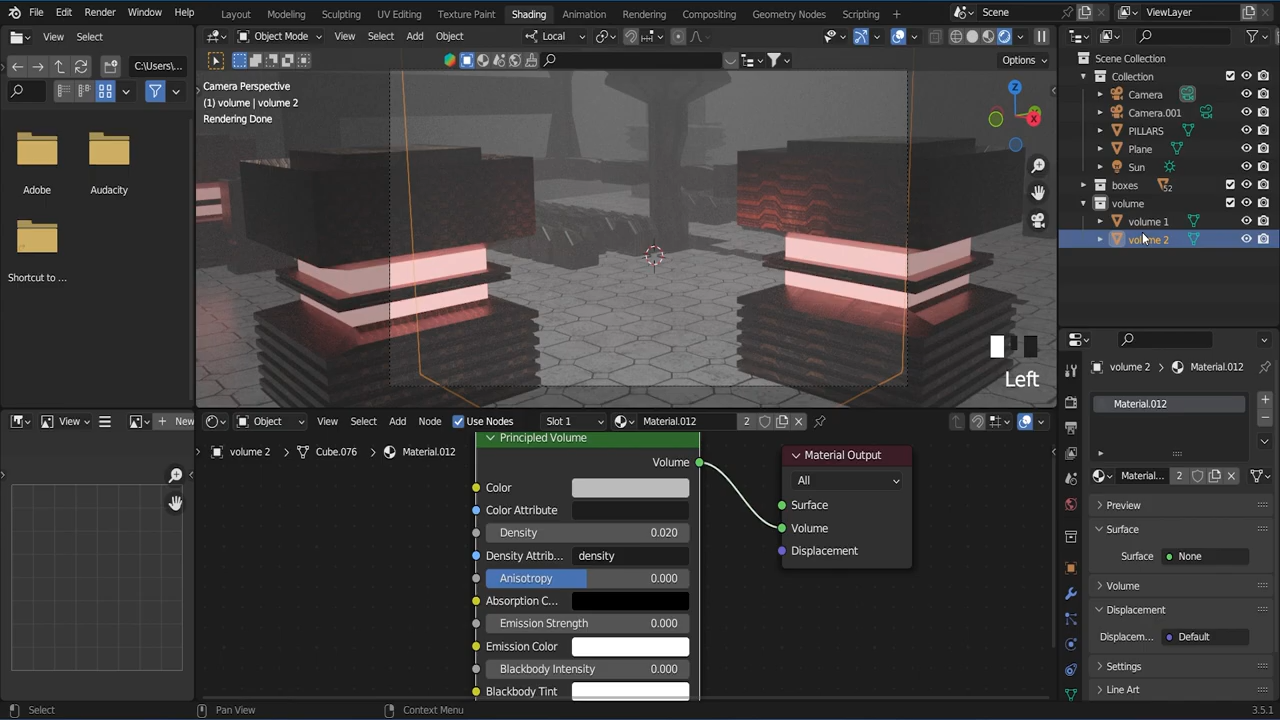 File Edit Render Window Help Layout Modeling Sculpting UV Editing Texture Paint Shading Animation Rendering Compositing Geometry Nodes Scripting Scene ViewLayer
View Select
C:\Users\...
Adobe
Audacity
Shortcut to ...
Object Mode View Select Add Object Local
Options
Camera Perspective
(1) volume | volume 2
Rendering Done
Z
X
Left
Scene Collection
Collection
Camera
Camera.001
PILLARS
Plane
Sun
boxes 52
volume
volume 1
volume 2
View New
Object View Select Add Node Use Nodes Slot 1 Material.012 2
volume 2 Cube.076 Material.012
Principled Volume
Volume
Color
Color Attribute
Density 0.020
Density Attrib... density
Anisotropy 0.000
Absorption C...
Emission Strength 0.000
Emission Color
Blackbody Intensity 0.000
Blackbody Tint
Material Output
All
Surface
Volume
Displacement
volume 2 Material.012
Material.012
Material... 2
Preview
Surface
Surface None
Volume
Displacement
Displacem... Default
Settings
Line Art
Select Pan View Context Menu 3.5.1